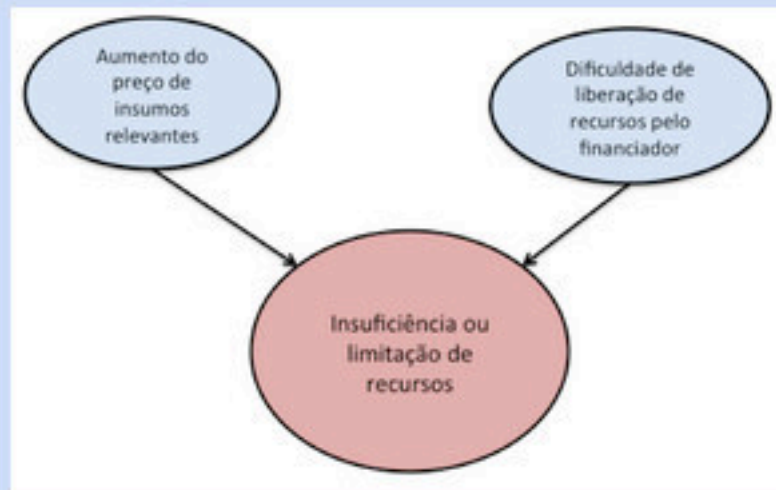 Aumento do
preço de
insumos
relevantes
Dificuldade de
liberação de
recursos pelo
financiador
Insuficiência ou
limitação de
recursos